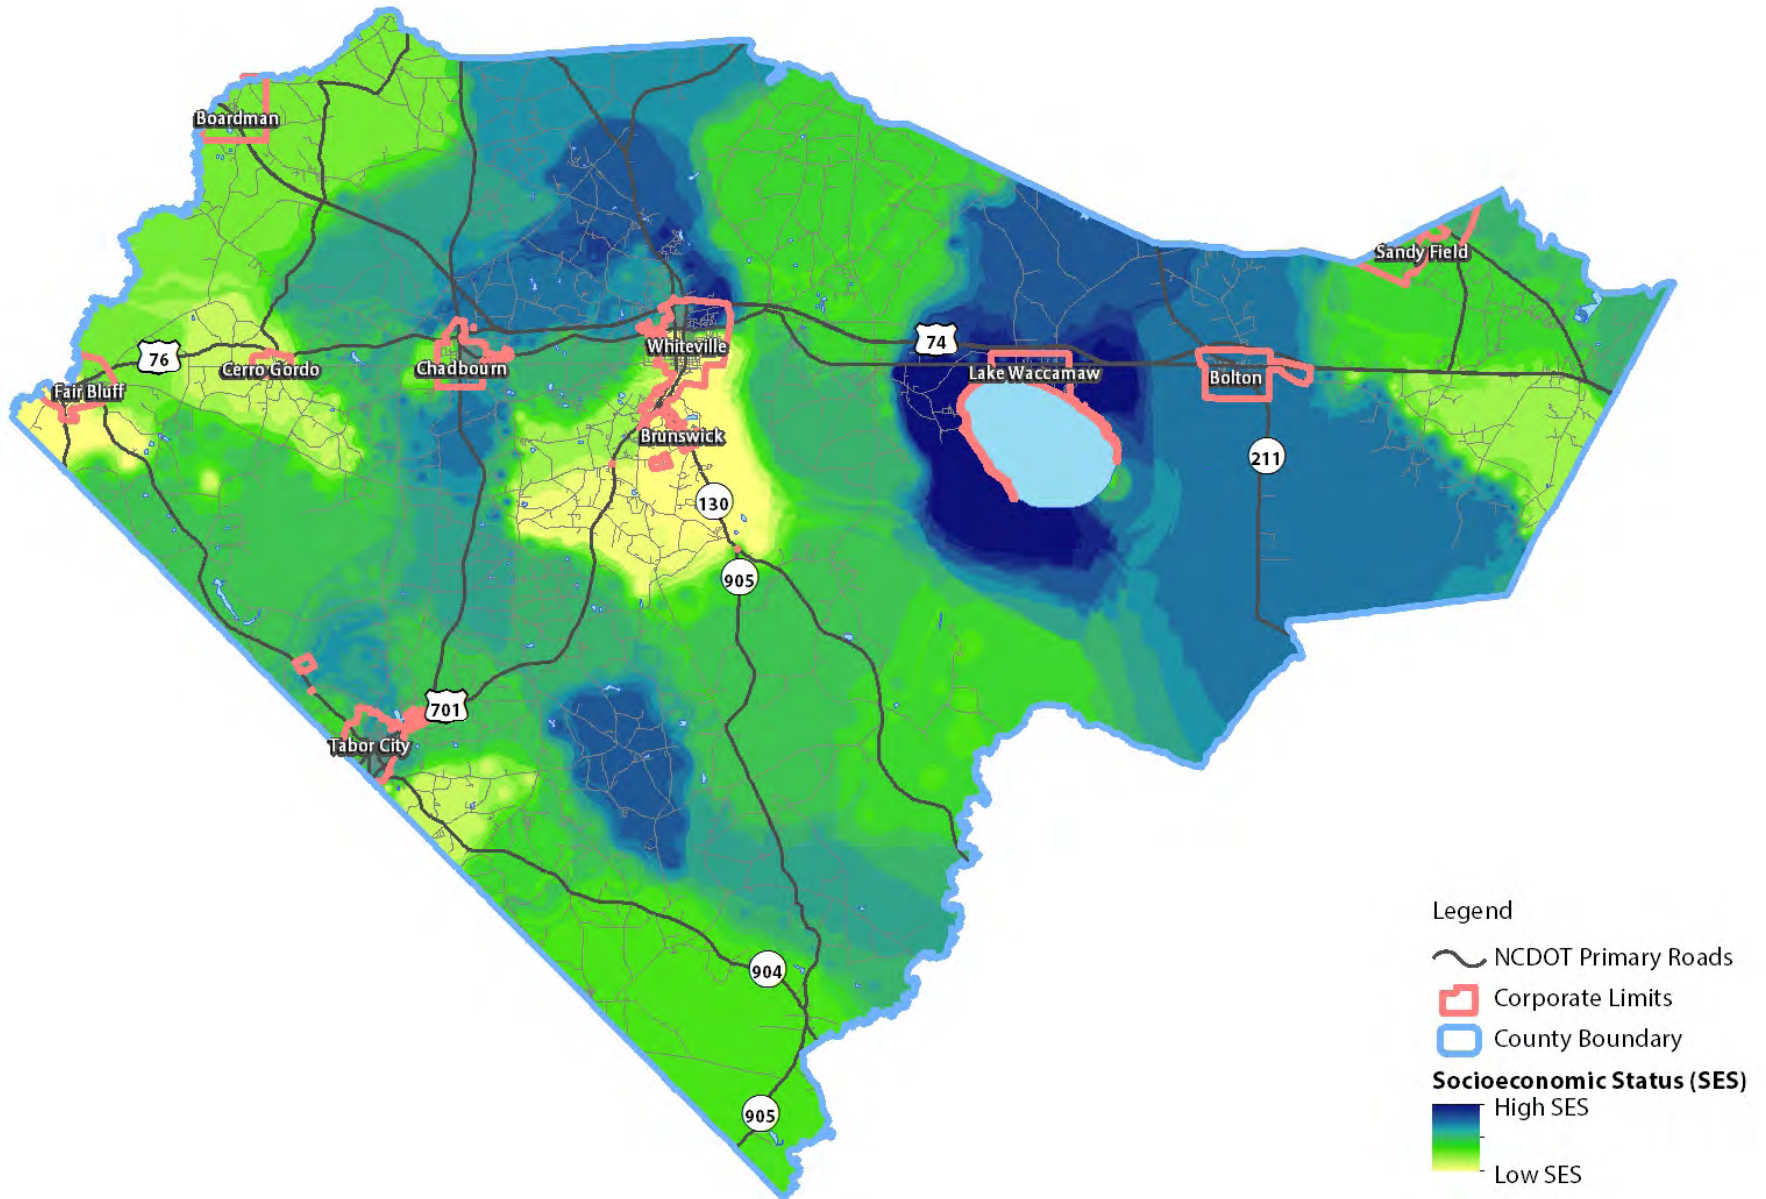 Boardman
Sandy Field
76
74
Whiteville
Cerro Gordo
Chadbourn
Lake Waccamaw
Bolton
Fair Bluff
Brunswick
211
130
905
701
Tabor City
904
905
Legend
NCDOT Primary Roads
Corporate Limits
County Boundary
Socioeconomic Status (SES)
High SES
Low SES